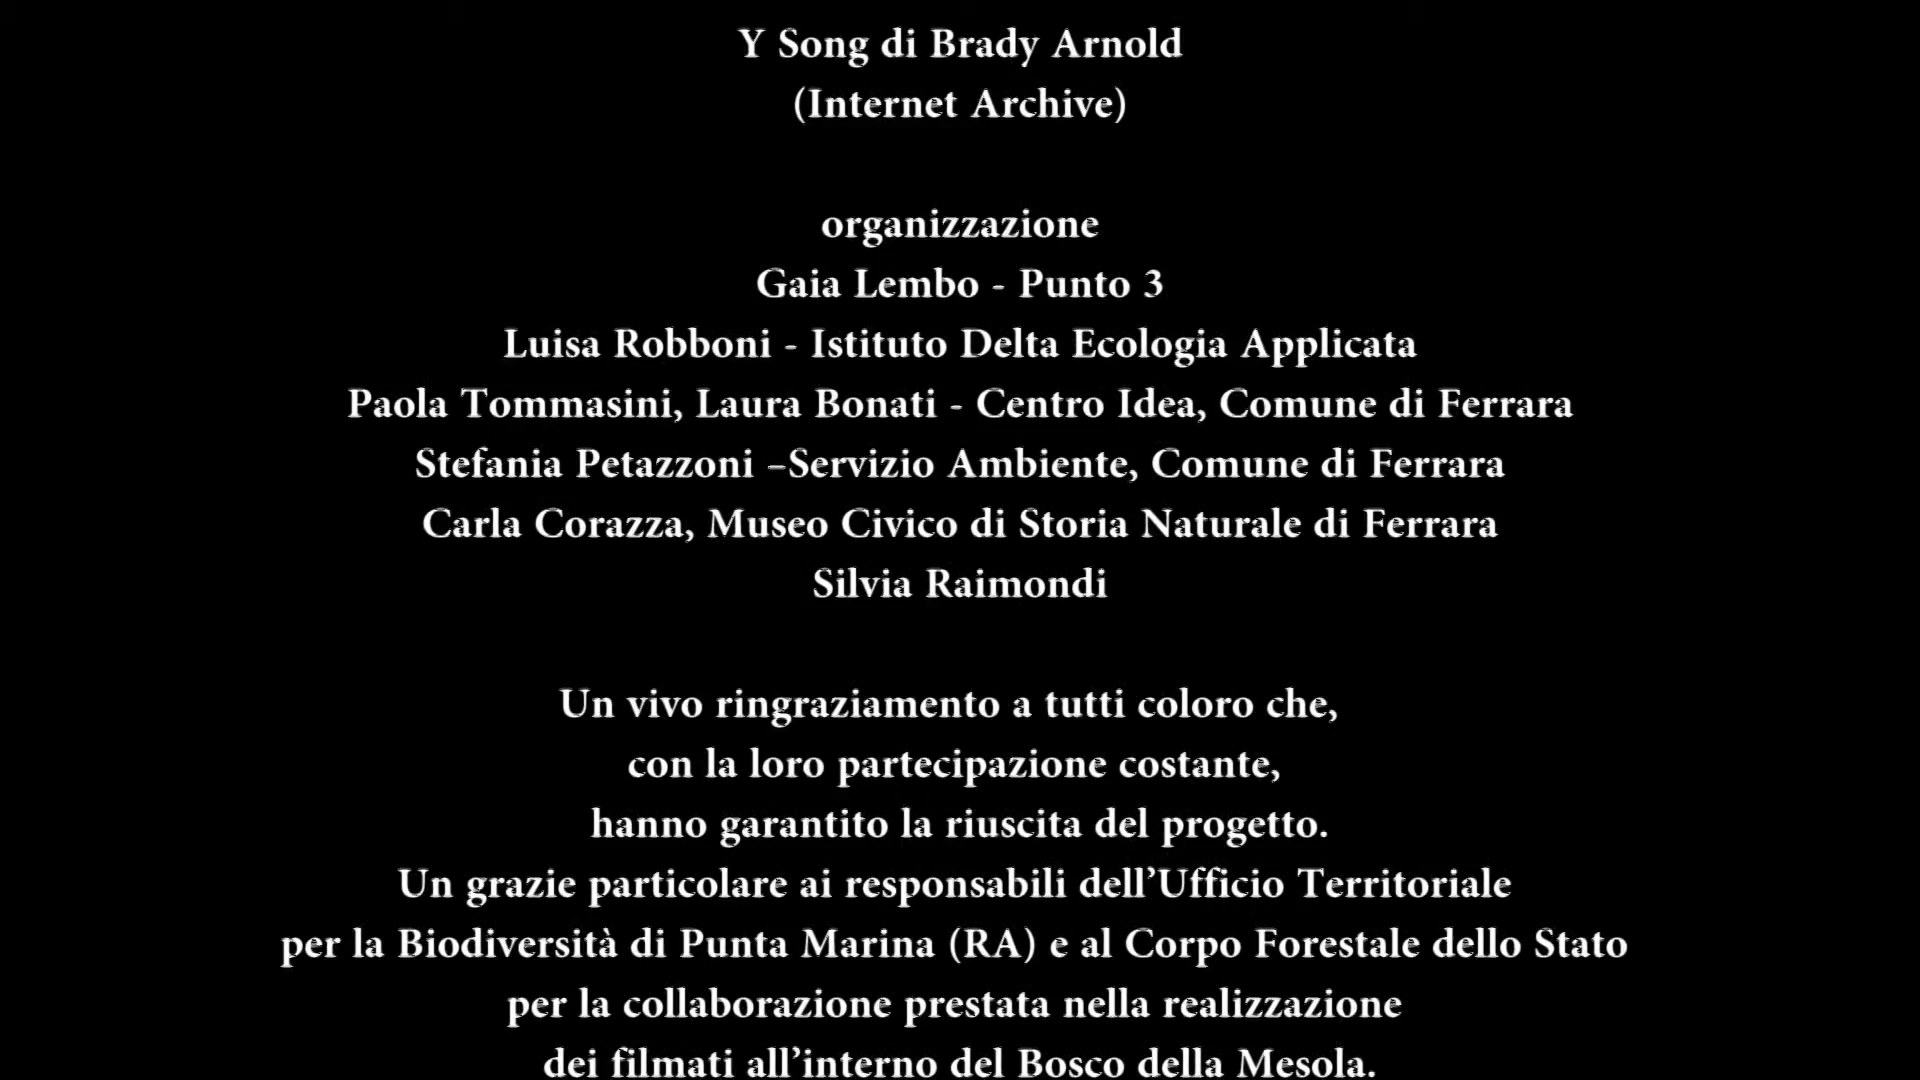 Y Song di Brady Arnold
(Internet Archive)
organizzazione
Gaia Lembo - Punto 3
Luisa Robboni - Istituto Delta Ecologia Applicata
Paola Tommasini, Laura Bonati - Centro Idea, Comune di Ferrara
Stefania Petazzoni –Servizio Ambiente, Comune di Ferrara
Carla Corazza, Museo Civico di Storia Naturale di Ferrara
Silvia Raimondi
Un vivo ringraziamento a tutti coloro che,
con la loro partecipazione costante,
hanno garantito la riuscita del progetto.
Un grazie particolare ai responsabili dell’Ufficio Territoriale
per la Biodiversità di Punta Marina (RA) e al Corpo Forestale dello Stato
per la collaborazione prestata nella realizzazione
dei filmati all’interno del Bosco della Mesola.